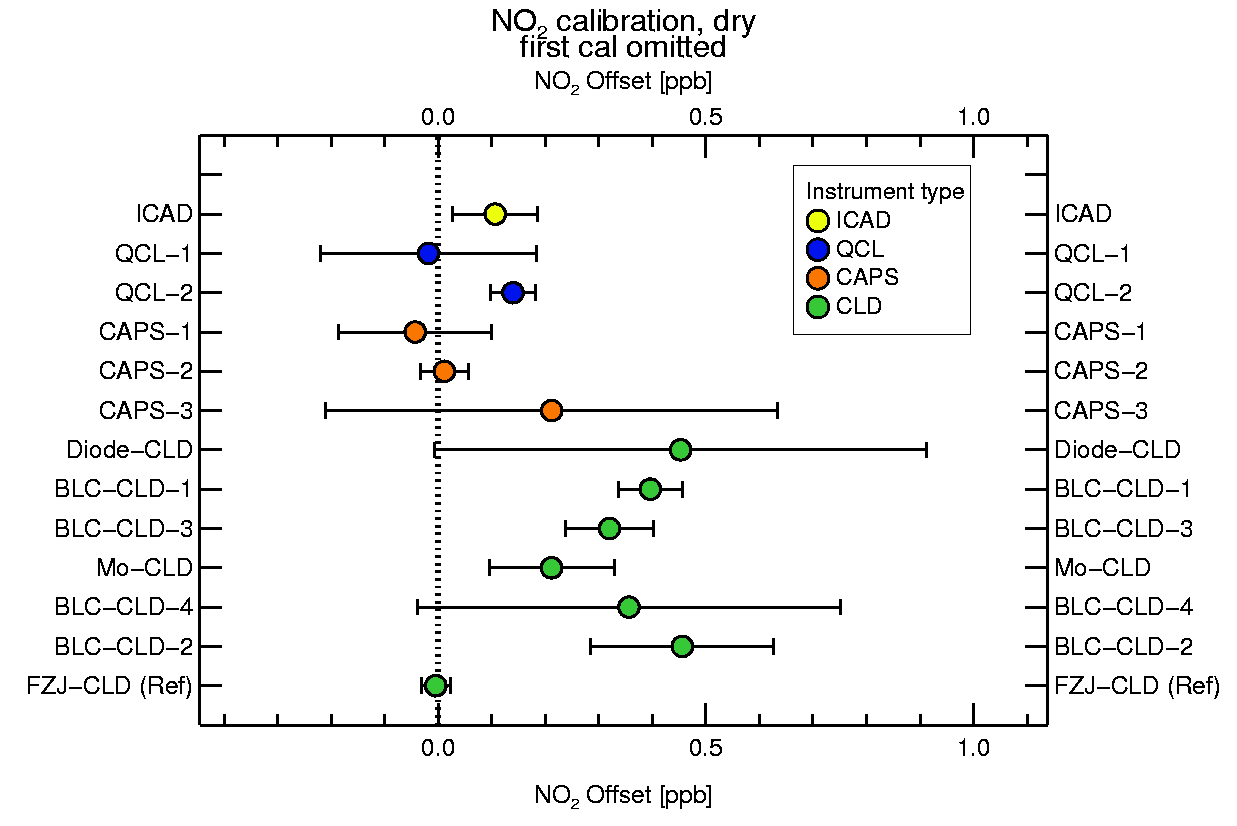 NO₂ calibration, dry
first cal omitted
NO₂ Offset [ppb]
0.0 0.5 1.0
Instrument type
ICAD
QCL
CAPS
CLD
ICAD ICAD
QCL−1 QCL−1
QCL−2 QCL−2
CAPS−1 CAPS−1
CAPS−2 CAPS−2
CAPS−3 CAPS−3
Diode−CLD Diode−CLD
BLC−CLD−1 BLC−CLD−1
BLC−CLD−3 BLC−CLD−3
Mo−CLD Mo−CLD
BLC−CLD−4 BLC−CLD−4
BLC−CLD−2 BLC−CLD−2
FZJ−CLD (Ref) FZJ−CLD (Ref)
0.0 0.5 1.0
NO₂ Offset [ppb]